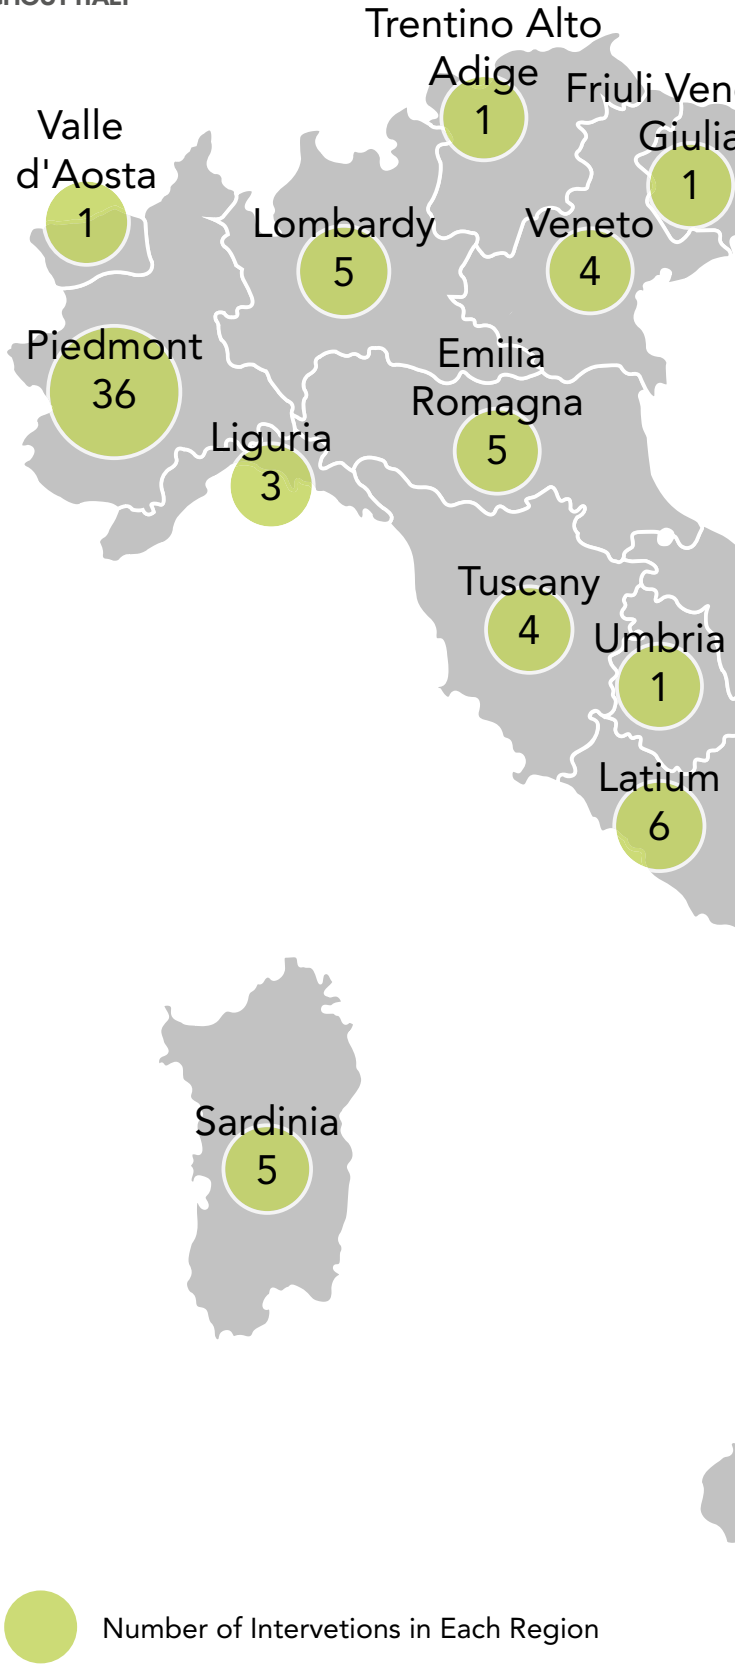 Trentino Alto
Adige
1
Friuli
Giulia
1
Valle
d'Aosta
1
Lombardy
5
Veneto
4
Piedmont
36
Emilia
Romagna
5
Liguria
3
Tuscany
4
Umbria
1
Latium
6
Sardinia
5
Number of Intervetions in Each Region